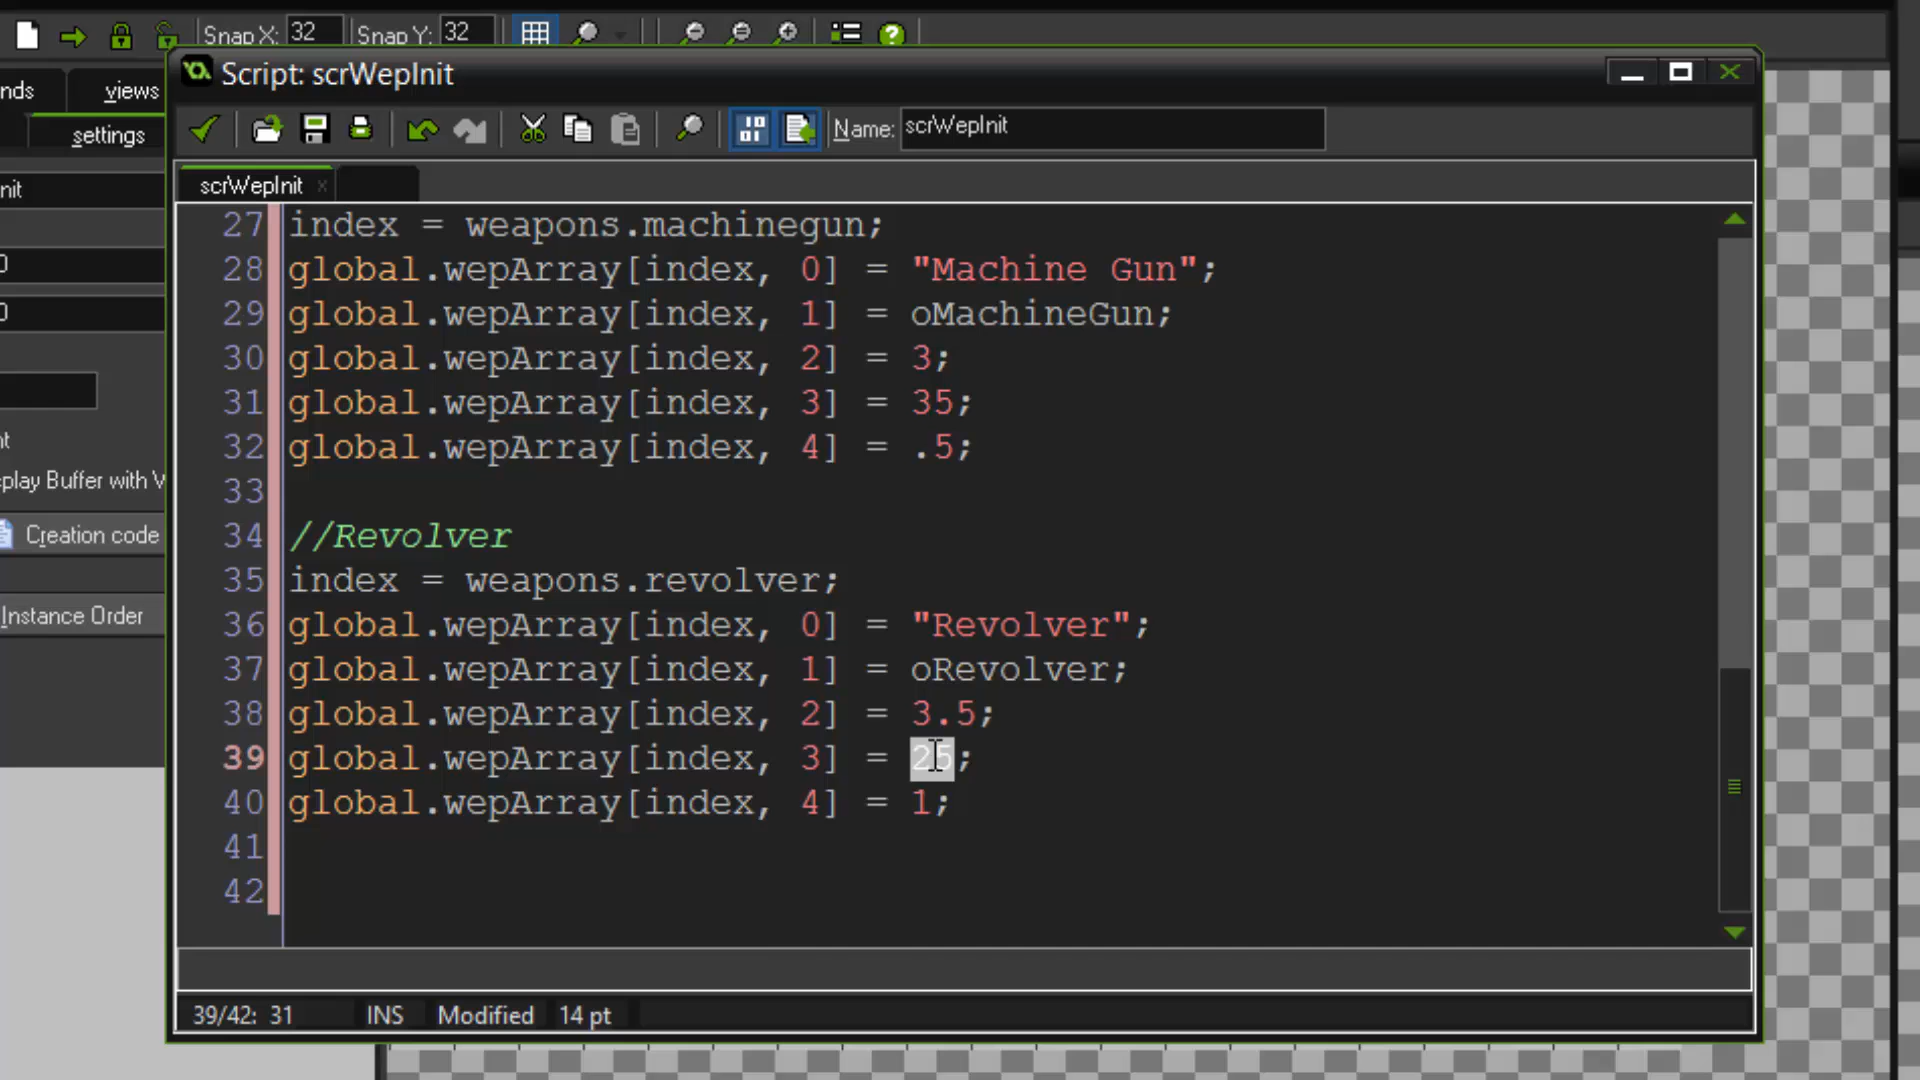 Snap X: 32 Snap Y: 32
Script: scrWepInit
nds views
settings
Name: scrWepInit
scrWepInit
nit
0
0
nt
play Buffer with V
Creation code
Instance Order
27 index = weapons.machinegun;
28 global.wepArray[index, 0] = "Machine Gun";
29 global.wepArray[index, 1] = oMachineGun;
30 global.wepArray[index, 2] = 3;
31 global.wepArray[index, 3] = 35;
32 global.wepArray[index, 4] = .5;
33
34 //Revolver
35 index = weapons.revolver;
36 global.wepArray[index, 0] = "Revolver";
37 global.wepArray[index, 1] = oRevolver;
38 global.wepArray[index, 2] = 3.5;
39 global.wepArray[index, 3] = 25;
40 global.wepArray[index, 4] = 1;
41
42
39/42: 31 INS Modified 14 pt